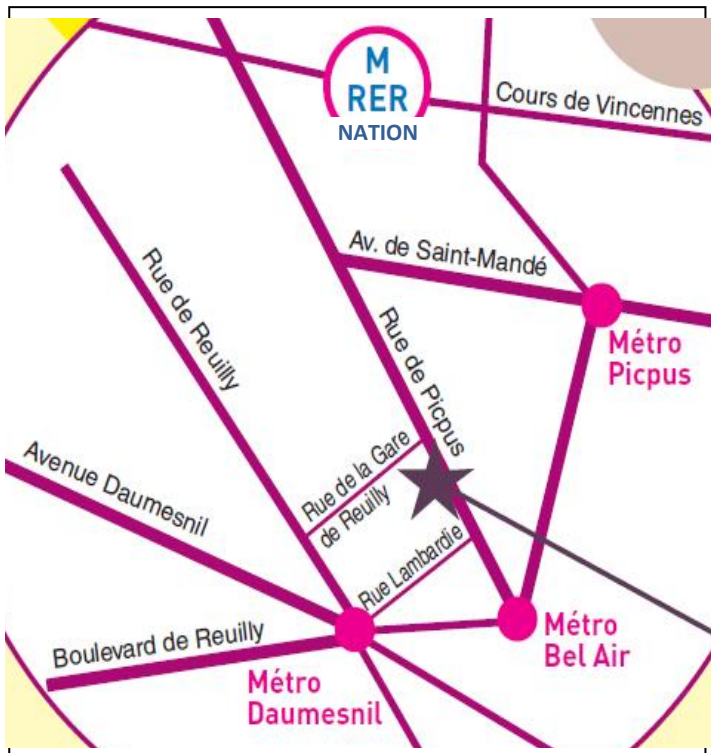 M
RER
NATION
Cours de Vincennes
Av. de Saint-Mandé
Rue de Reuilly
Rue de Picpus
Métro
Picpus
Rue de la Gare
de Reuilly
Avenue Daumesnil
Rue Lambardie
Boulevard de Reuilly
Métro
Bel Air
Métro
Daumesnil